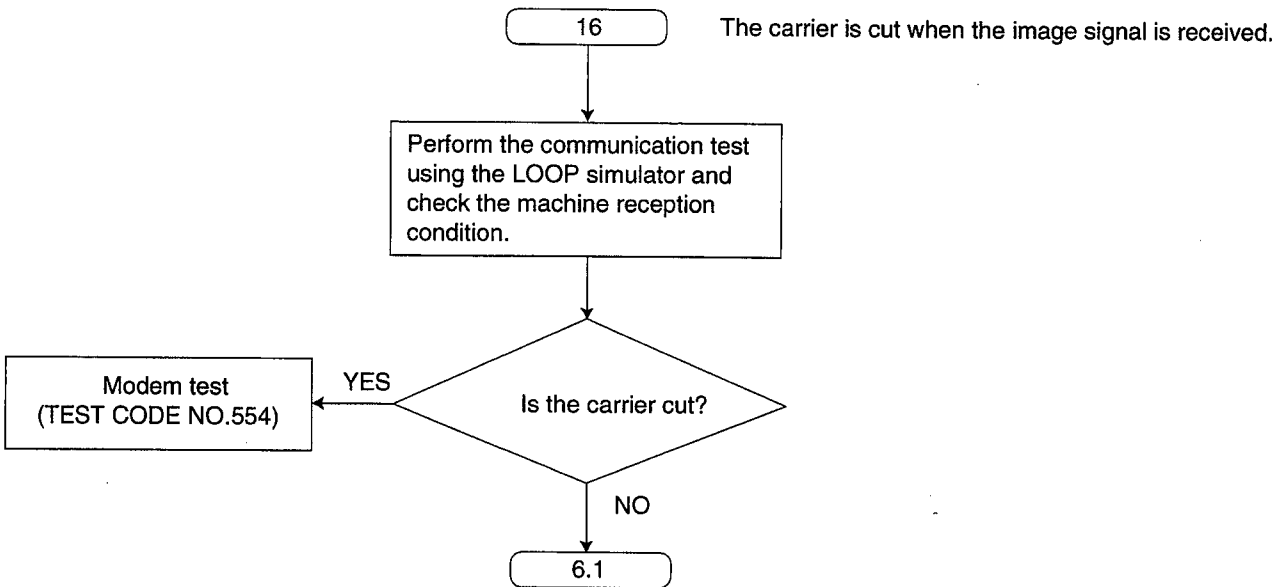 16
The carrier is cut when the image signal is received.
Perform the communication test
using the LOOP simulator and
check the machine reception
condition.
YES
Modem test
(TEST CODE NO.554)
Is the carrier cut?
NO
6.1